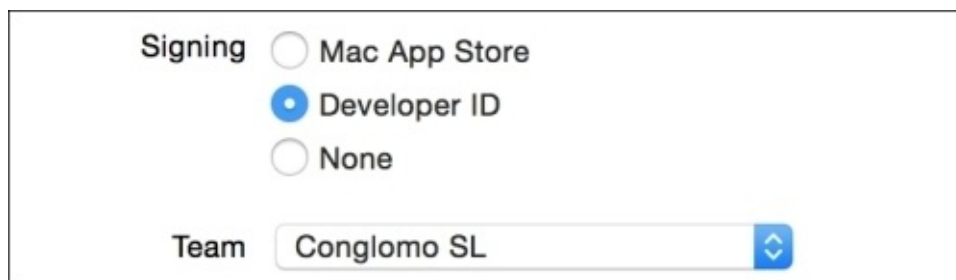 Signing Mac App Store
Developer ID
None
Team Conglomo SL